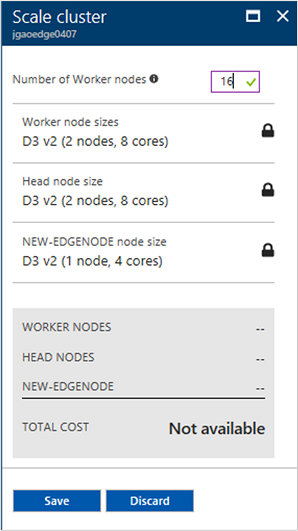 Scale cluster
jgaoedge0407
Number of Worker nodes
16
Worker node sizes
D3 v2 (2 nodes, 8 cores)
Head node size
D3 v2 (2 nodes, 8 cores)
NEW-EDGENODE node size
D3 v2 (1 node, 4 cores)
WORKER NODES --
HEAD NODES --
NEW-EDGENODE --
TOTAL COST Not available
Save Discard